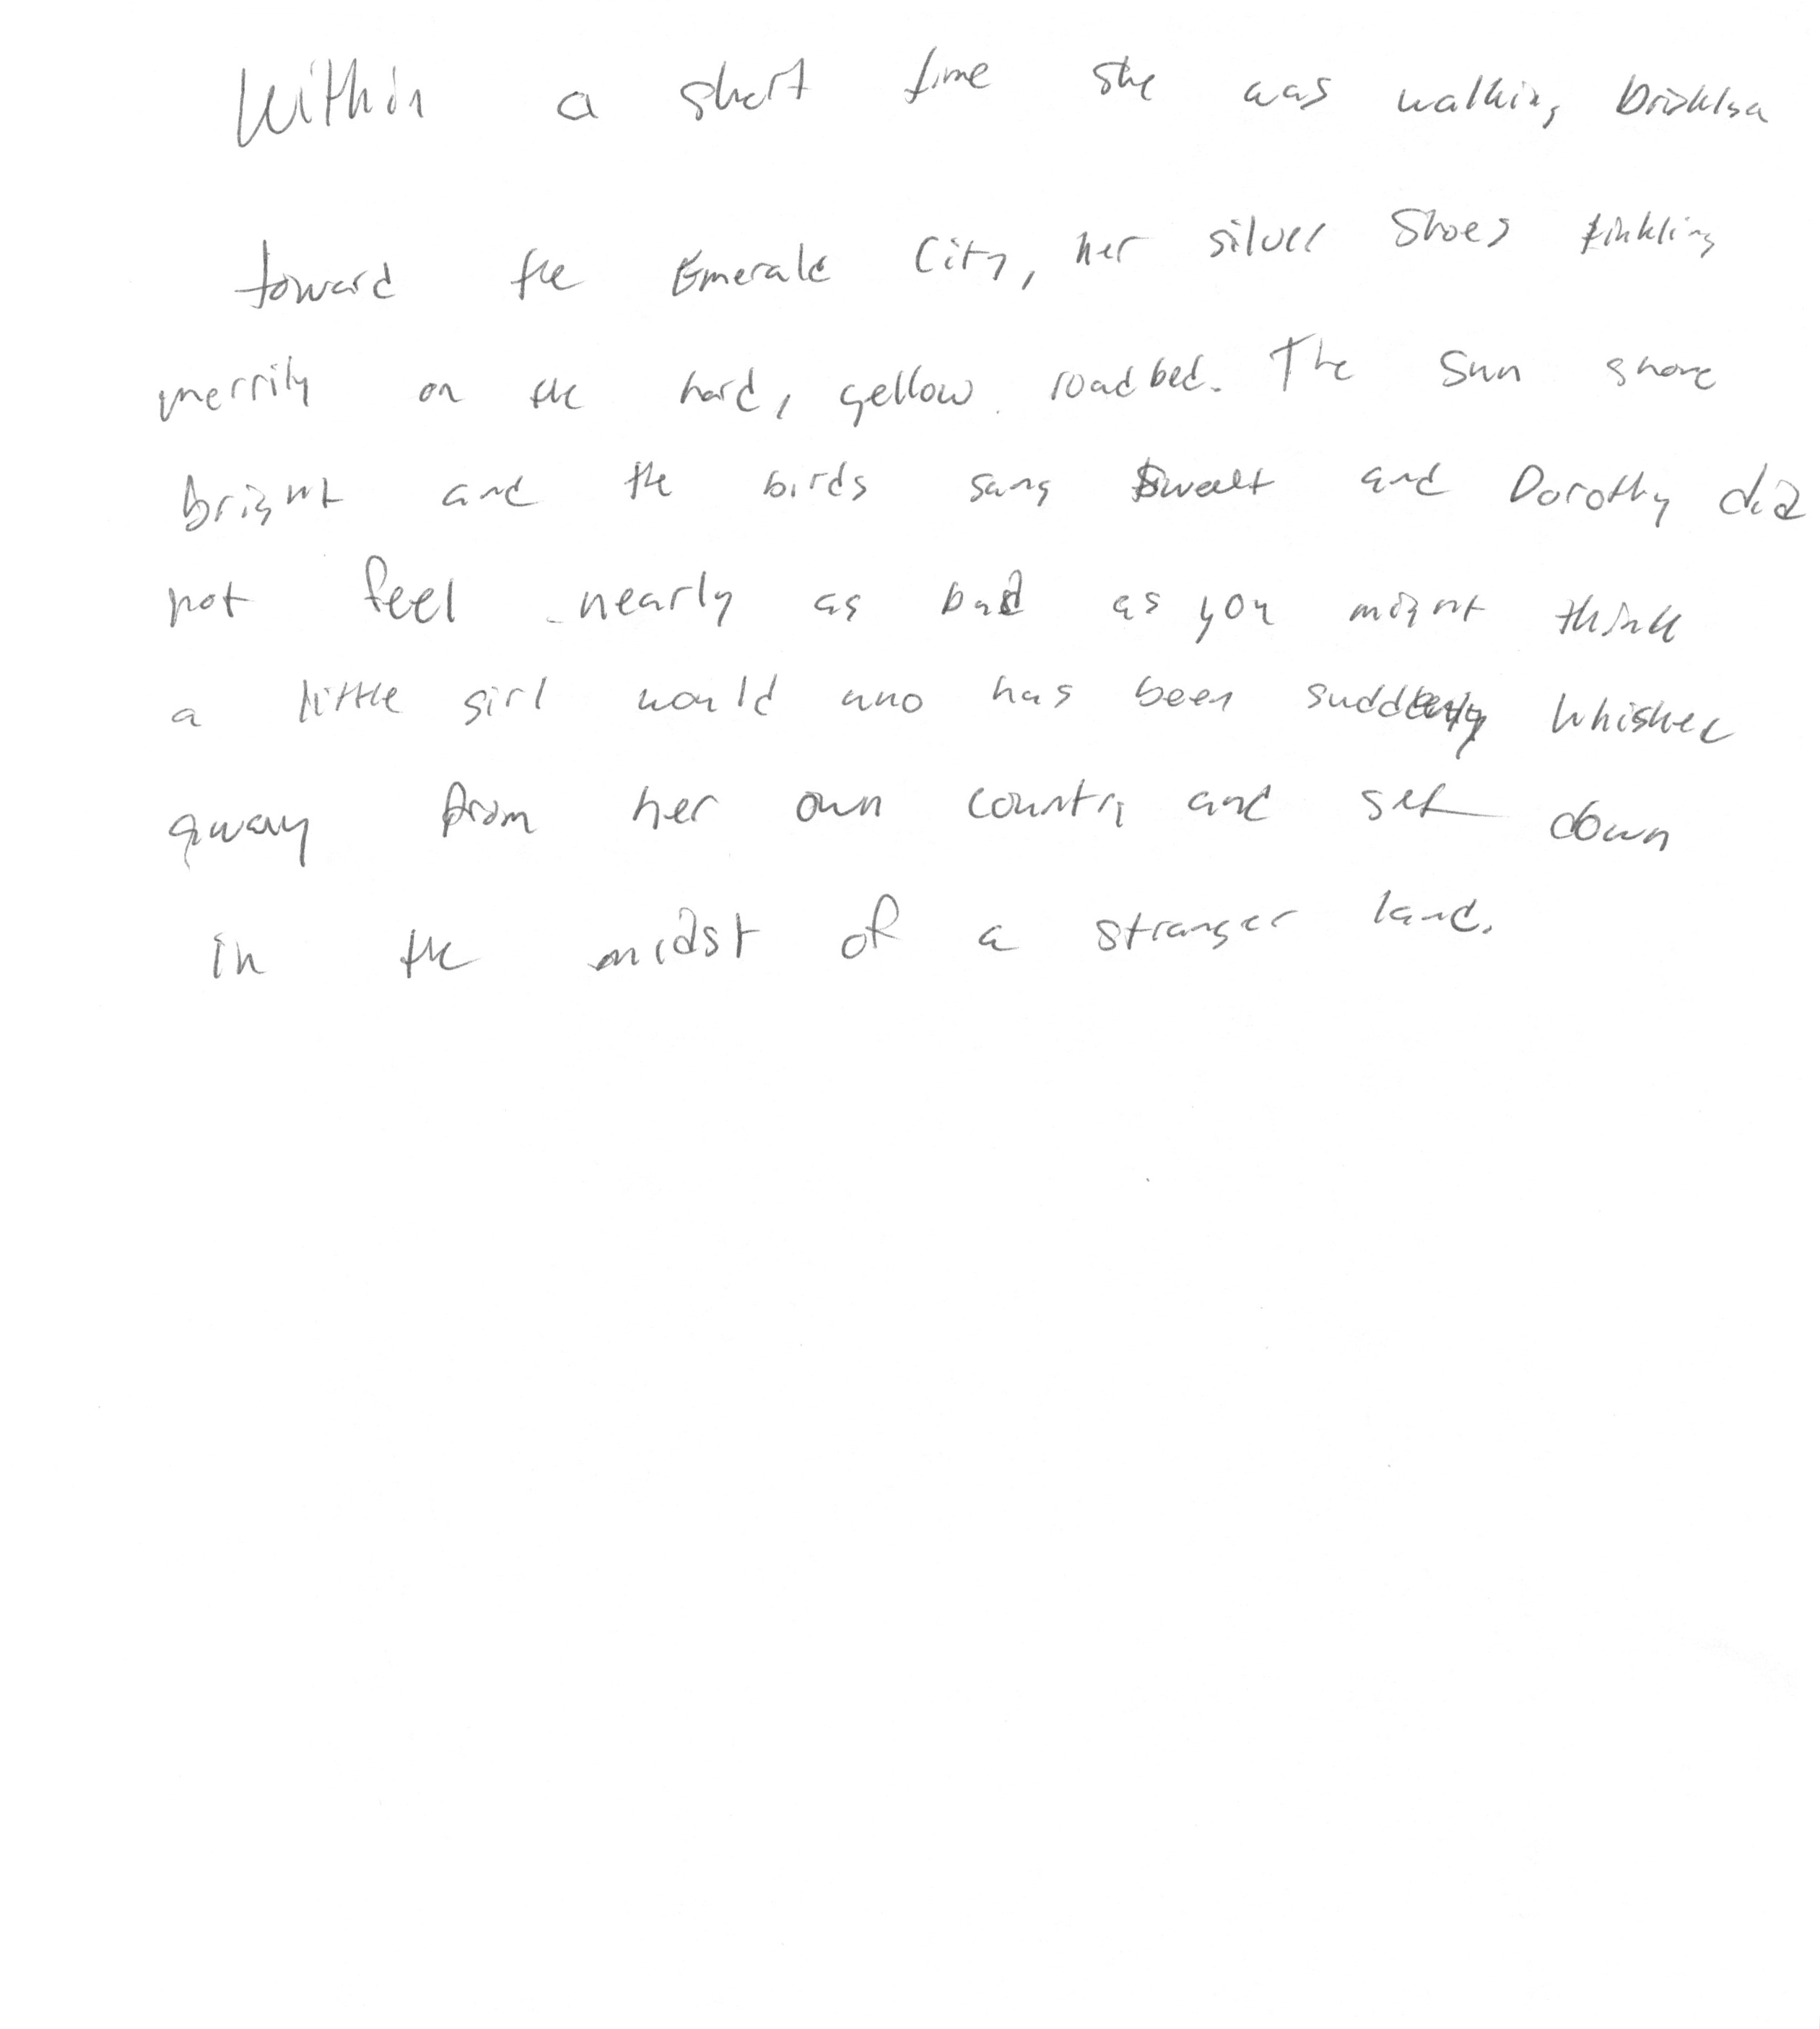 Within a short time she was walking briskly
toward the Emerald City, her silver Shoes tinkling
merrily on the hard, yellow roadbed. The sun shone
bright and the birds sang sweet and Dorothy did
not feel nearly as bad as you might think
a little girl would who has been suddenly whisked
away from her own country and set down
in the midst of a stranger land.